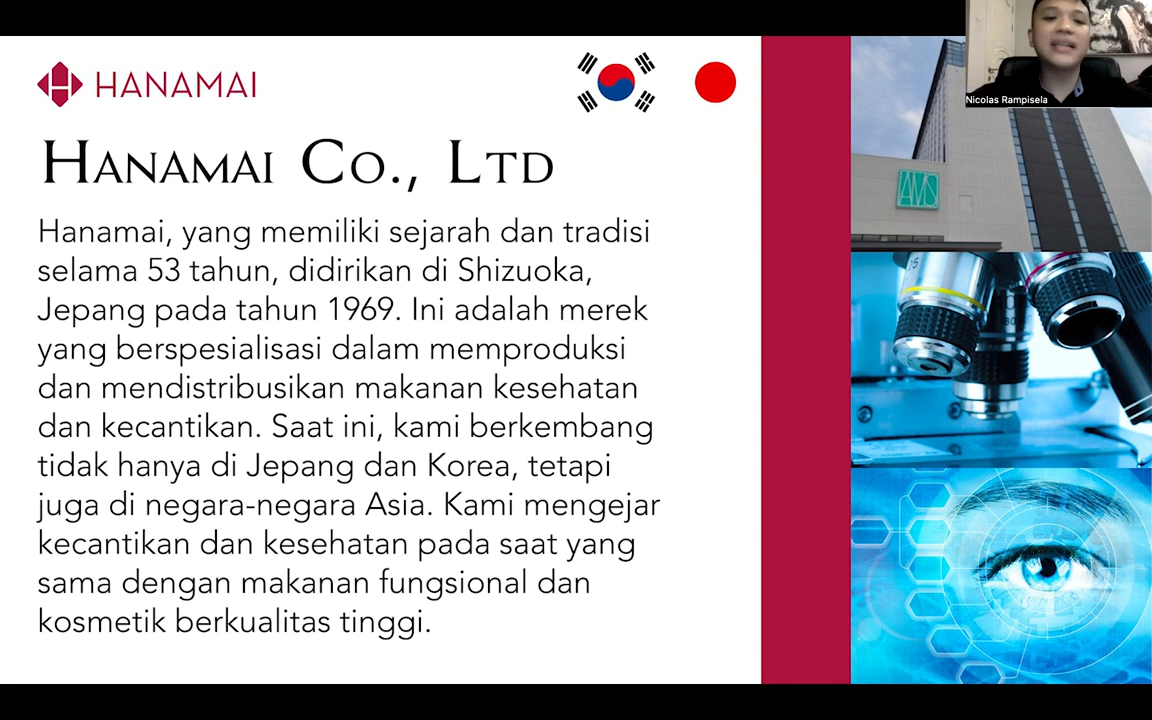 HANAMAI
Nicolas Rampisela
HANAMAI CO., LTD
AMS
Hanamai, yang memiliki sejarah dan tradisi
selama 53 tahun, didirikan di Shizuoka,
Jepang pada tahun 1969. Ini adalah merek
yang berspesialisasi dalam memproduksi
dan mendistribusikan makanan kesehatan
dan kecantikan. Saat ini, kami berkembang
tidak hanya di Jepang dan Korea, tetapi
juga di negara-negara Asia. Kami mengejar
kecantikan dan kesehatan pada saat yang
sama dengan makanan fungsional dan
kosmetik berkualitas tinggi.